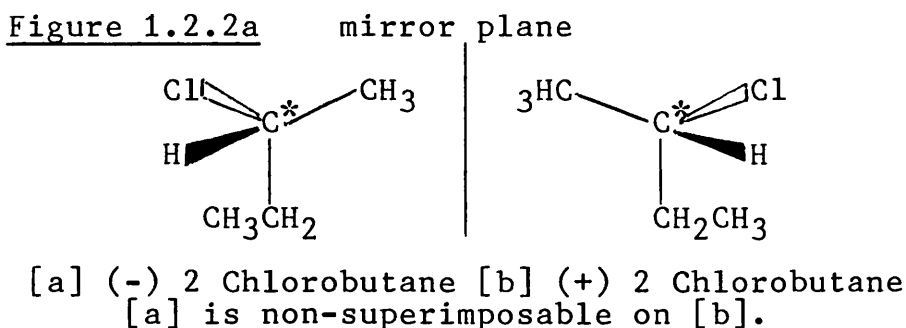 Figure 1.2.2a mirror plane
Cl CH₃ ₃HC Cl
C* C*
H H
CH₃CH₂ CH₂CH₃
[a] (-) 2 Chlorobutane [b] (+) 2 Chlorobutane
[a] is non-superimposable on [b].